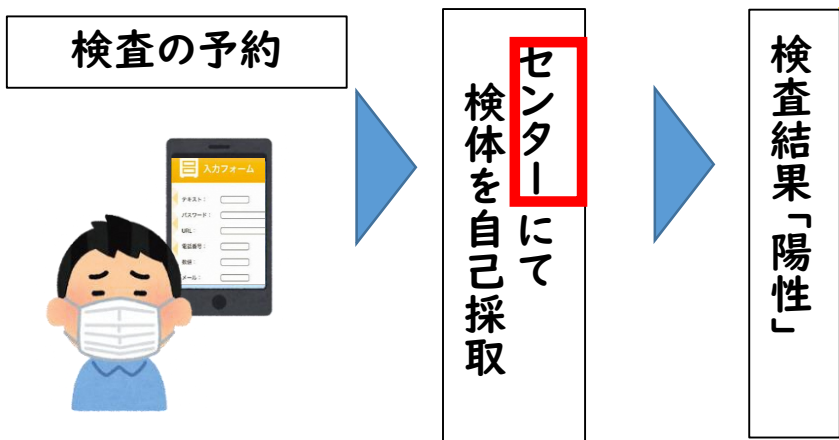 検査の予約
入力フォーム
テキスト：
パスワード：
URL：
電話番号：
数値：
メール：
センターにて
検体を自己採取
検査結果「陽性」